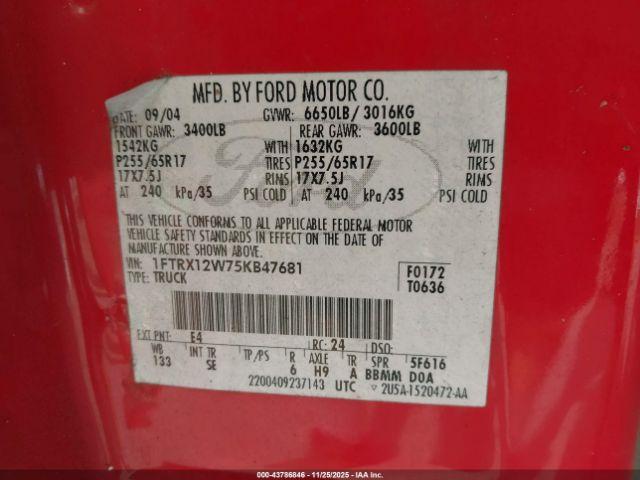 MFD. BY FORD MOTOR CO.
DATE: 09/04 GVWR: 6650LB/ 3016KG
FRONT GAWR: 3400LB REAR GAWR: 3600LB
1542KG WITH 1632KG WITH
P255/65R17 TIRES P255/65R17 TIRES
17X7.5J RIMS 17X7.5J RIMS
AT 240 kPa/35 PSI COLD AT 240 kPa/35 PSI COLD
THIS VEHICLE CONFORMS TO ALL APPLICABLE FEDERAL MOTOR
VEHICLE SAFETY STANDARDS IN EFFECT ON THE DATE OF
MANUFACTURE SHOWN ABOVE.
VIN: 1FTRX12W75KB47681 F0172
TYPE: TRUCK T0636
EXT PNT: E4 RC: 24 DSO:
WB INT TR TP/PS R AXLE TR SPR 5F616
133 SE 6 H9 A BBMM DOA
2200409237143 UTC 2U5A-1520472-AA
Ford
000-43786846 - 11/25/2025 - IAAI, INC.